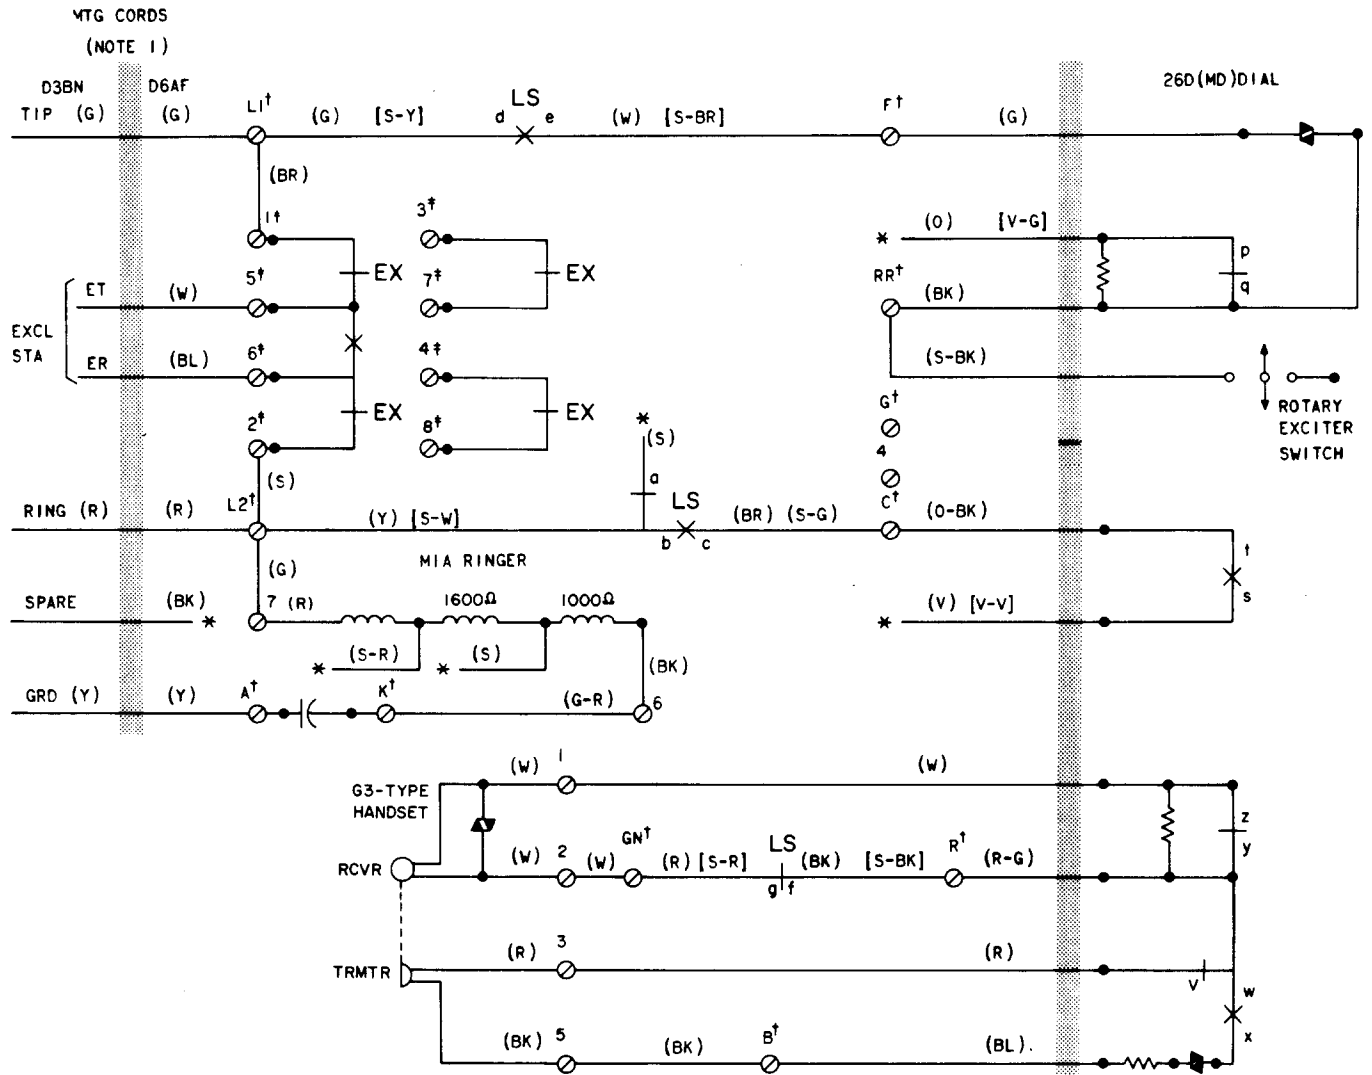 MTG CORDS
(NOTE 1)
D3BN D6AF 26D(MD)DIAL
TIP (G) (G) L1† (G) [S-Y] d LS e (W) [S-BR] F† (G)
(BR)
1‡ 3‡ * (O) [V-G]
EX EX p
ET (W) 5‡ 7‡ RR† (BK) q
EXCL
STA
(S-BK)
ER (BL) 6‡ 4‡
EX EX
2‡ 8‡ * (S) G†
ROTARY
EXCITER
SWITCH
4
(S) a
RING (R) (R) L2† (Y) [S-W] b LS c (BR) (S-G) C† (O-BK)
t
(G) MIA RINGER
s
SPARE (BK) * 7 (R) 1600Ω 1000Ω * (V) [V-V]
* (S-R) * (S) (BK)
GRD (Y) (Y) A† K† (G-R) 6
G3-TYPE
HANDSET
(W) 1 (W)
z
y
RCVR (W) 2 (W) GN† (R) [S-R] LS g f (BK) [S-BK] R† (R-G)
TRMTR (R) 3 (R)
V
w
x
(BK) 5 (BK) B† (BL).